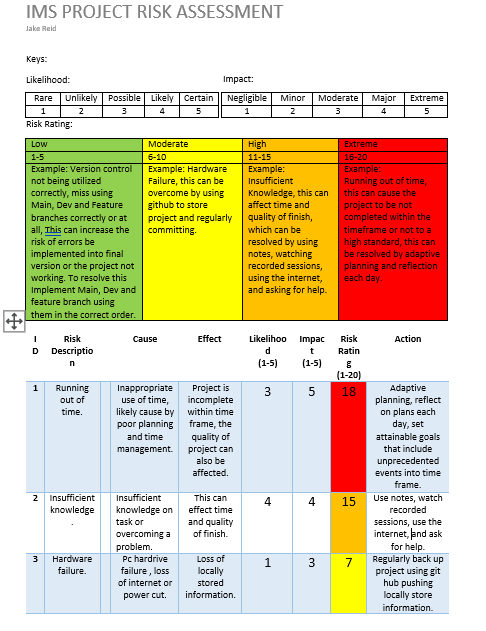 IMS PROJECT RISK ASSESSMENT
Jake Reid
Keys:
Likelihood: Impact:
Rare Unlikely Possible Likely Certain Negligible Minor Moderate Major Extreme
1 2 3 4 5 1 2 3 4 5
Risk Rating:
Low Moderate High Extreme
1-5 6-10 11-15 16-20
Example: Version control
not being utilized
correctly, miss using
Main, Dev and Feature
branches correctly or at
all, This can increase the
risk of errors be
implemented into final
version or the project not
working. To resolve this
Implement Main, Dev and
feature branch using
them in the correct order.
Example: Hardware
Failure, this can be
overcome by using
github to store
project and regularly
committing.
Example:
Insufficient
Knowledge, this can
affect time and
quality of finish,
which can be
resolved by using
notes, watching
recorded sessions,
using the internet,
and asking for help.
Example:
Running out of time,
this can cause the
project to be not
completed within the
timeframe or not to a
high standard, this can
be resolved by adaptive
planning and reflection
each day.
I
D
Risk
Descriptio
n
Cause
Effect
Likelihoo
d
(1-5)
Impac
t
(1-5)
Risk
Ratin
g
(1-20)
Action
1
Running
out of
time.
Inappropriate
use of time,
likely cause by
poor planning
and time
management.
Project is
incomplete
within time
frame, the
quality of
project can
also be
affected.
3
5
18
Adaptive
planning, reflect
on plans each
day, set
attainable goals
that include
unprecedented
events into time
frame.
2
Insufficient
knowledge
.
Insufficient
knowledge on
task or
overcoming a
problem.
This can
effect time
and quality
of finish.
4
4
15
Use notes, watch
recorded
sessions, use the
internet, and ask
for help.
3
Hardware
failure.
Pc hardrive
failure , loss
of internet or
power cut.
Loss of
locally
stored
information.
1
3
7
Regularly back up
project using git
hub pushing
locally store
information.